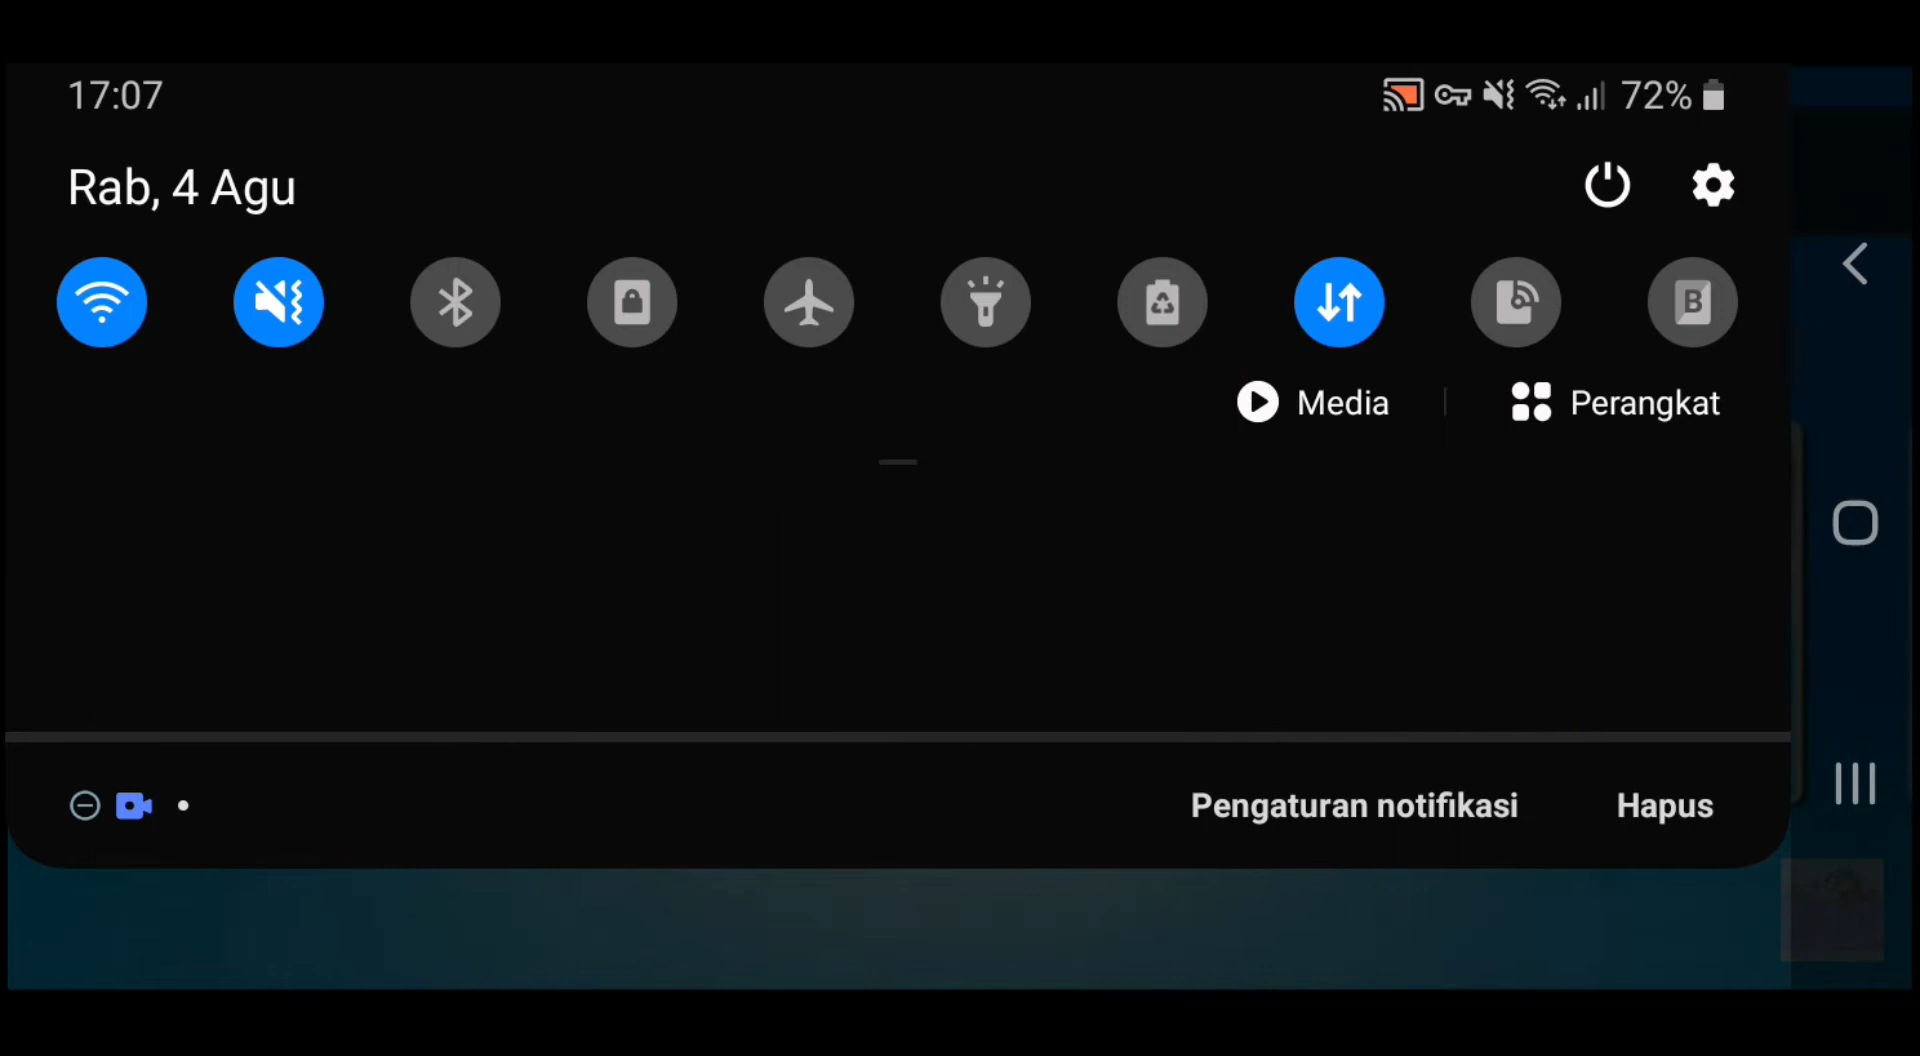 17:07
72%
Rab, 4 Agu
B
Media
Perangkat
Pengaturan notifikasi
Hapus